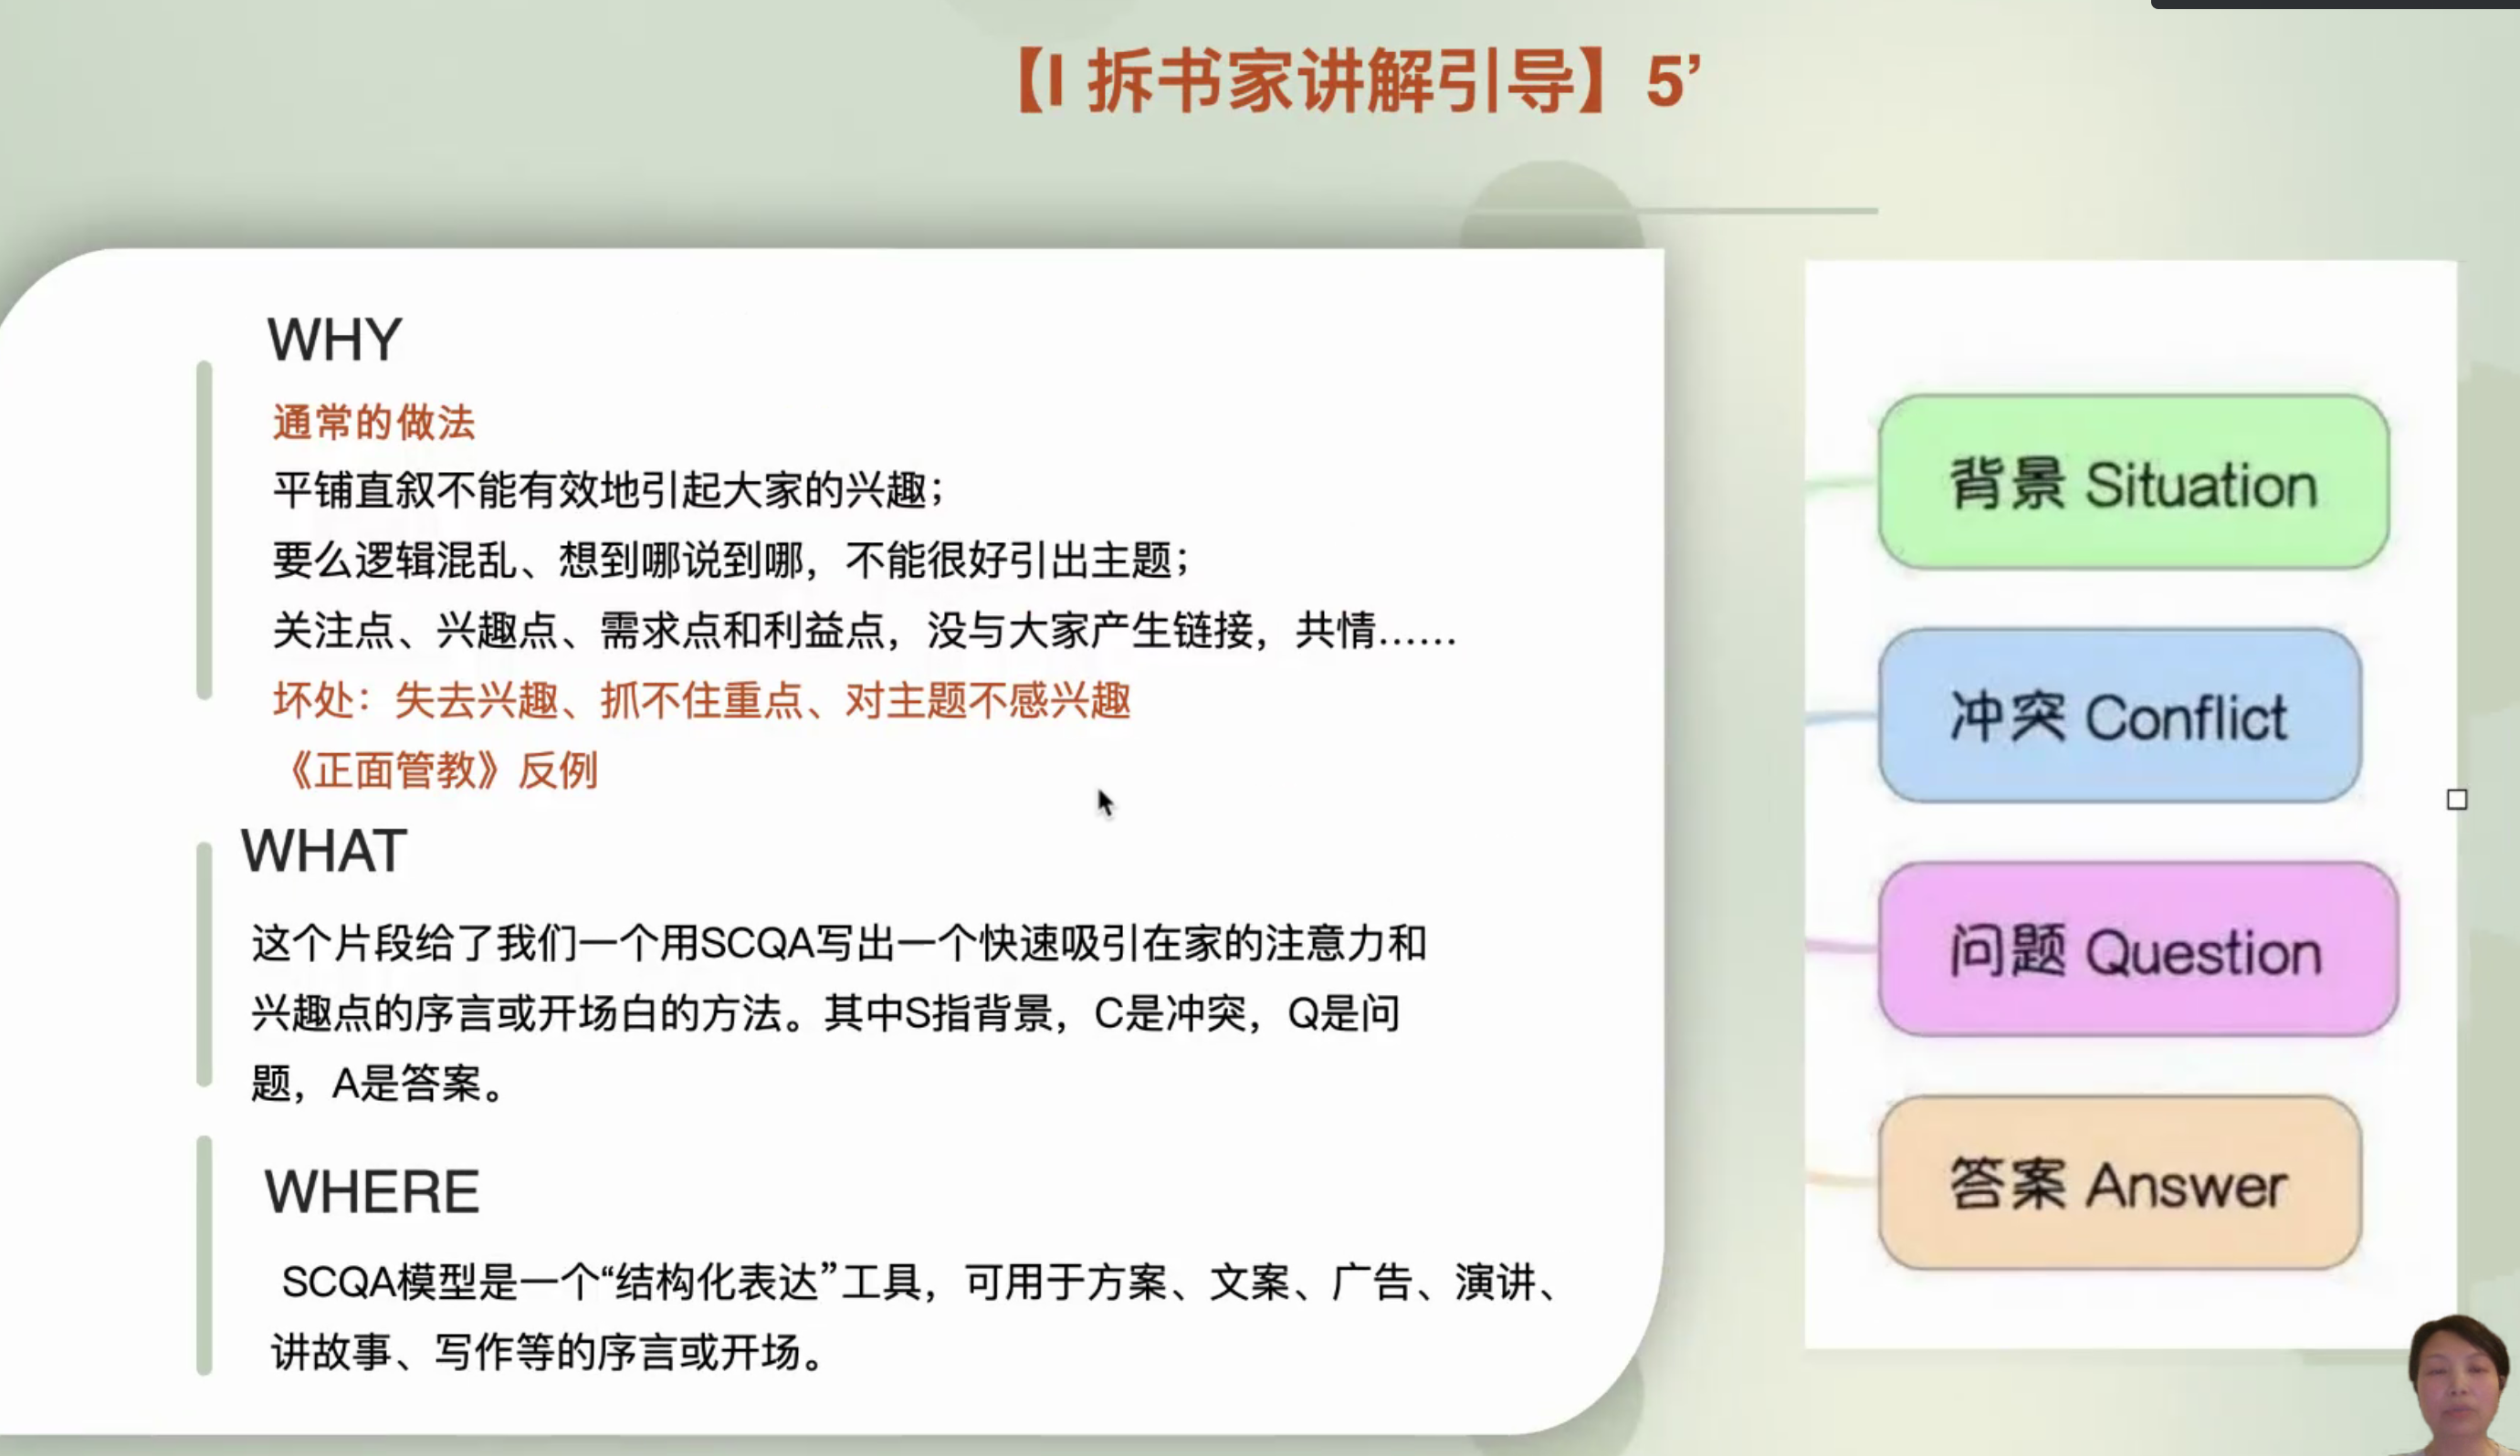 【I 拆书家讲解引导】5’
WHY
通常的做法
平铺直叙不能有效地引起大家的兴趣；
要么逻辑混乱、想到哪说到哪，不能很好引出主题；
关注点、兴趣点、需求点和利益点，没与大家产生链接，共情……
坏处：失去兴趣、抓不住重点、对主题不感兴趣
《正面管教》反例
WHAT
这个片段给了我们一个用SCQA写出一个快速吸引在家的注意力和
兴趣点的序言或开场白的方法。其中S指背景，C是冲突，Q是问
题，A是答案。
WHERE
SCQA模型是一个“结构化表达”工具，可用于方案、文案、广告、演讲、
讲故事、写作等的序言或开场。
背景 Situation
冲突 Conflict
问题 Question
答案 Answer